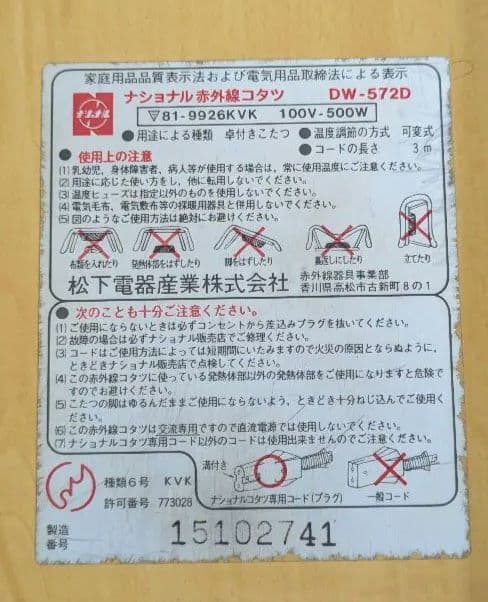 家庭用品品質表示法および電気用品取締法による表示
ナショナル赤外線コタツ DW-572D
▽81-9926KVK 100V-500W
●用途による種類 卓付きこたつ ●温度調節の方式 可変式
●コードの長さ 3m
●使用上の注意
(1)乳幼児、身体障害者、病人等が使用する場合は、常に使用温度にご注意ください。
(2)用途に応じた使い方をし、他に転用しないでください。
(3)温度ヒューズは指定以外のものを使用しないでください。
(4)電気毛布、電気敷布等の採暖用器具と併用しないでください。
(5)図のようなご使用方法は絶対にお避けください。
布類を入れたり 発熱体部をはずしたり 脚をはずしたり 裏返しにしたり 立てたり
松下電器産業株式会社 赤外線器具事業部
香川県高松市古新町8の1
●次のことも十分ご注意ください。
(1)ご使用にならないときは必ずコンセントから差込みプラグを抜いてください。
(2)故障の場合は必ずナショナル販売店でご修理ください。
(3)コードはご使用方法によっては短期間にいたみますので火災の原因とならぬように、
ときどきナショナル販売店で点検してください。
(4)この赤外線コタツに使っている発熱体部以外の発熱体部をご使用になりますと危険で
すのでお避けください。
(5)こたつの脚はゆるんだままご使用にならないよう、ときどき十分ねじ込んでご使用く
ださい。
(6)この赤外線コタツは交流専用ですので直流電源では使用しないでください。
(7)ナショナルコタツ専用コード以外のコードは使用出来ませんのでご注意ください。
溝付き
種類6号 KVK
許可番号 773028
ナショナルコタツ専用コード(プラグ) 一般コード
製造
番号 15102741